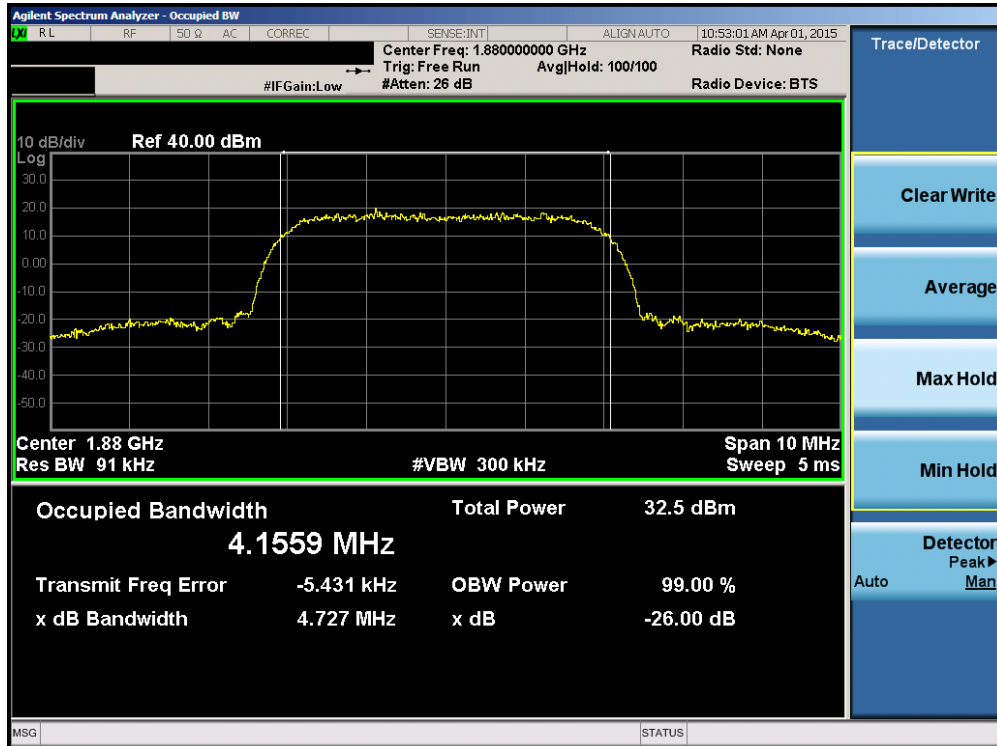 Agilent Spectrum Analyzer - Occupied BW
LXI RL RF 50 Ω AC CORREC SENSE:INT ALIGN AUTO 10:53:01 AM Apr 01, 2015
Center Freq: 1.880000000 GHz Radio Std: None
Trig: Free Run Avg|Hold: 100/100
#IFGain:Low #Atten: 26 dB Radio Device: BTS
10 dB/div Ref 40.00 dBm
Log
30.0
20.0
10.0
0.00
-10.0
-20.0
-30.0
-40.0
-50.0
Center 1.88 GHz Span 10 MHz
Res BW 91 kHz #VBW 300 kHz Sweep 5 ms
Occupied Bandwidth Total Power 32.5 dBm
4.1559 MHz
Transmit Freq Error -5.431 kHz OBW Power 99.00 %
x dB Bandwidth 4.727 MHz x dB -26.00 dB
MSG STATUS
Trace/Detector
Clear Write
Average
Max Hold
Min Hold
Detector
Peak▶
Auto Man